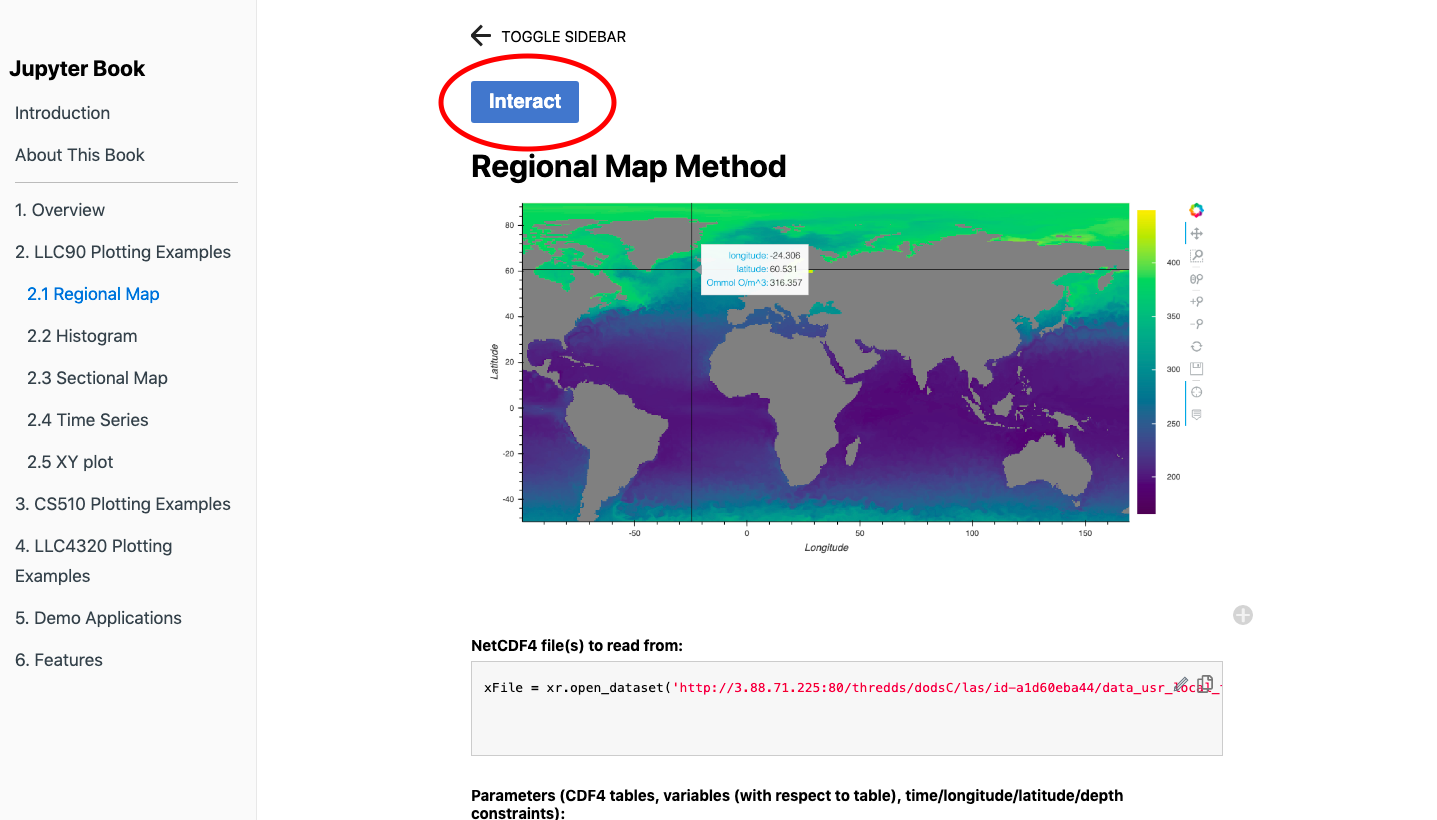 TOGGLE SIDEBAR
Jupyter Book
Introduction
About This Book
1. Overview
2. LLC90 Plotting Examples
2.1 Regional Map
2.2 Histogram
2.3 Sectional Map
2.4 Time Series
2.5 XY plot
3. CS510 Plotting Examples
4. LLC4320 Plotting
Examples
5. Demo Applications
6. Features
Interact
Regional Map Method
80
60
40
20
0
-20
-40
Latitude
longitude: -24.306
latitude: 60.531
Ommol O/m^3: 316.357
-50
0
50
100
150
Longitude
400
350
300
250
200
NetCDF4 file(s) to read from:
xFile = xr.open_dataset('http://3.88.71.225:80/thredds/dodsC/las/id-a1d60eba44/data_usr_local_
Parameters (CDF4 tables, variables (with respect to table), time/longitude/latitude/depth
constraints):